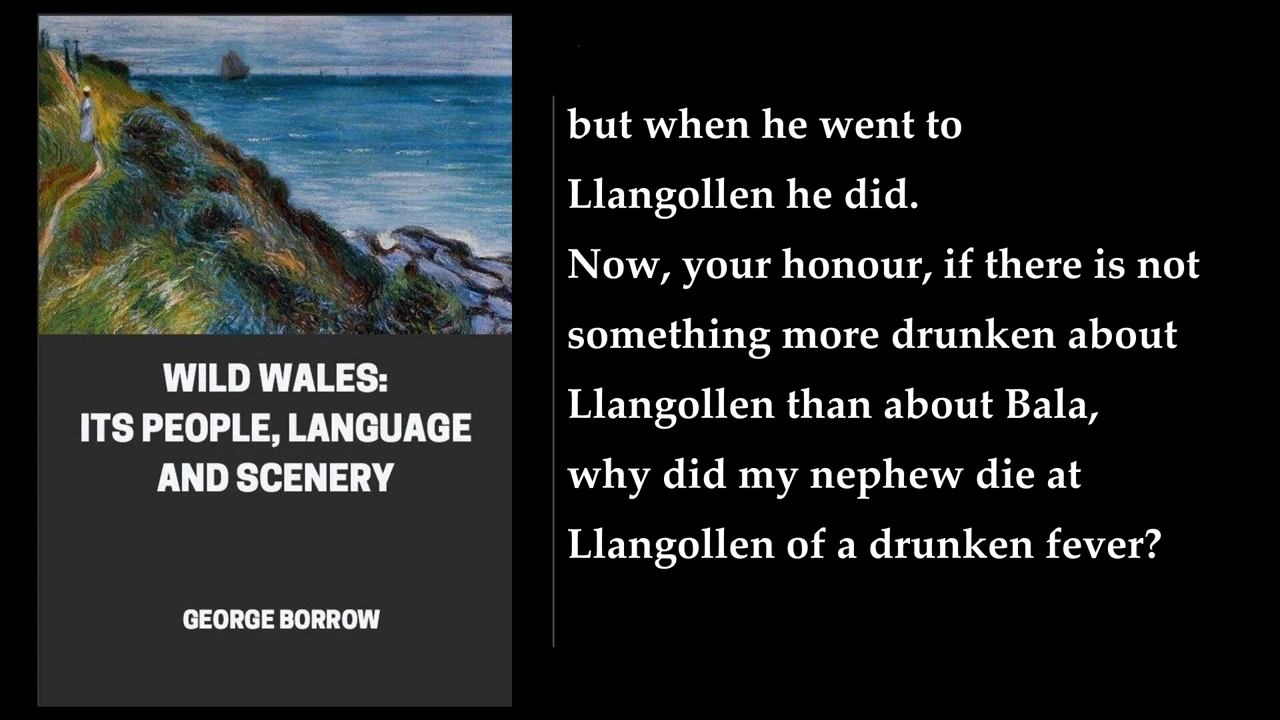 WILD WALES:
ITS PEOPLE, LANGUAGE
AND SCENERY
GEORGE BORROW
but when he went to
Llangollen he did.
Now, your honour, if there is not
something more drunken about
Llangollen than about Bala,
why did my nephew die at
Llangollen of a drunken fever?